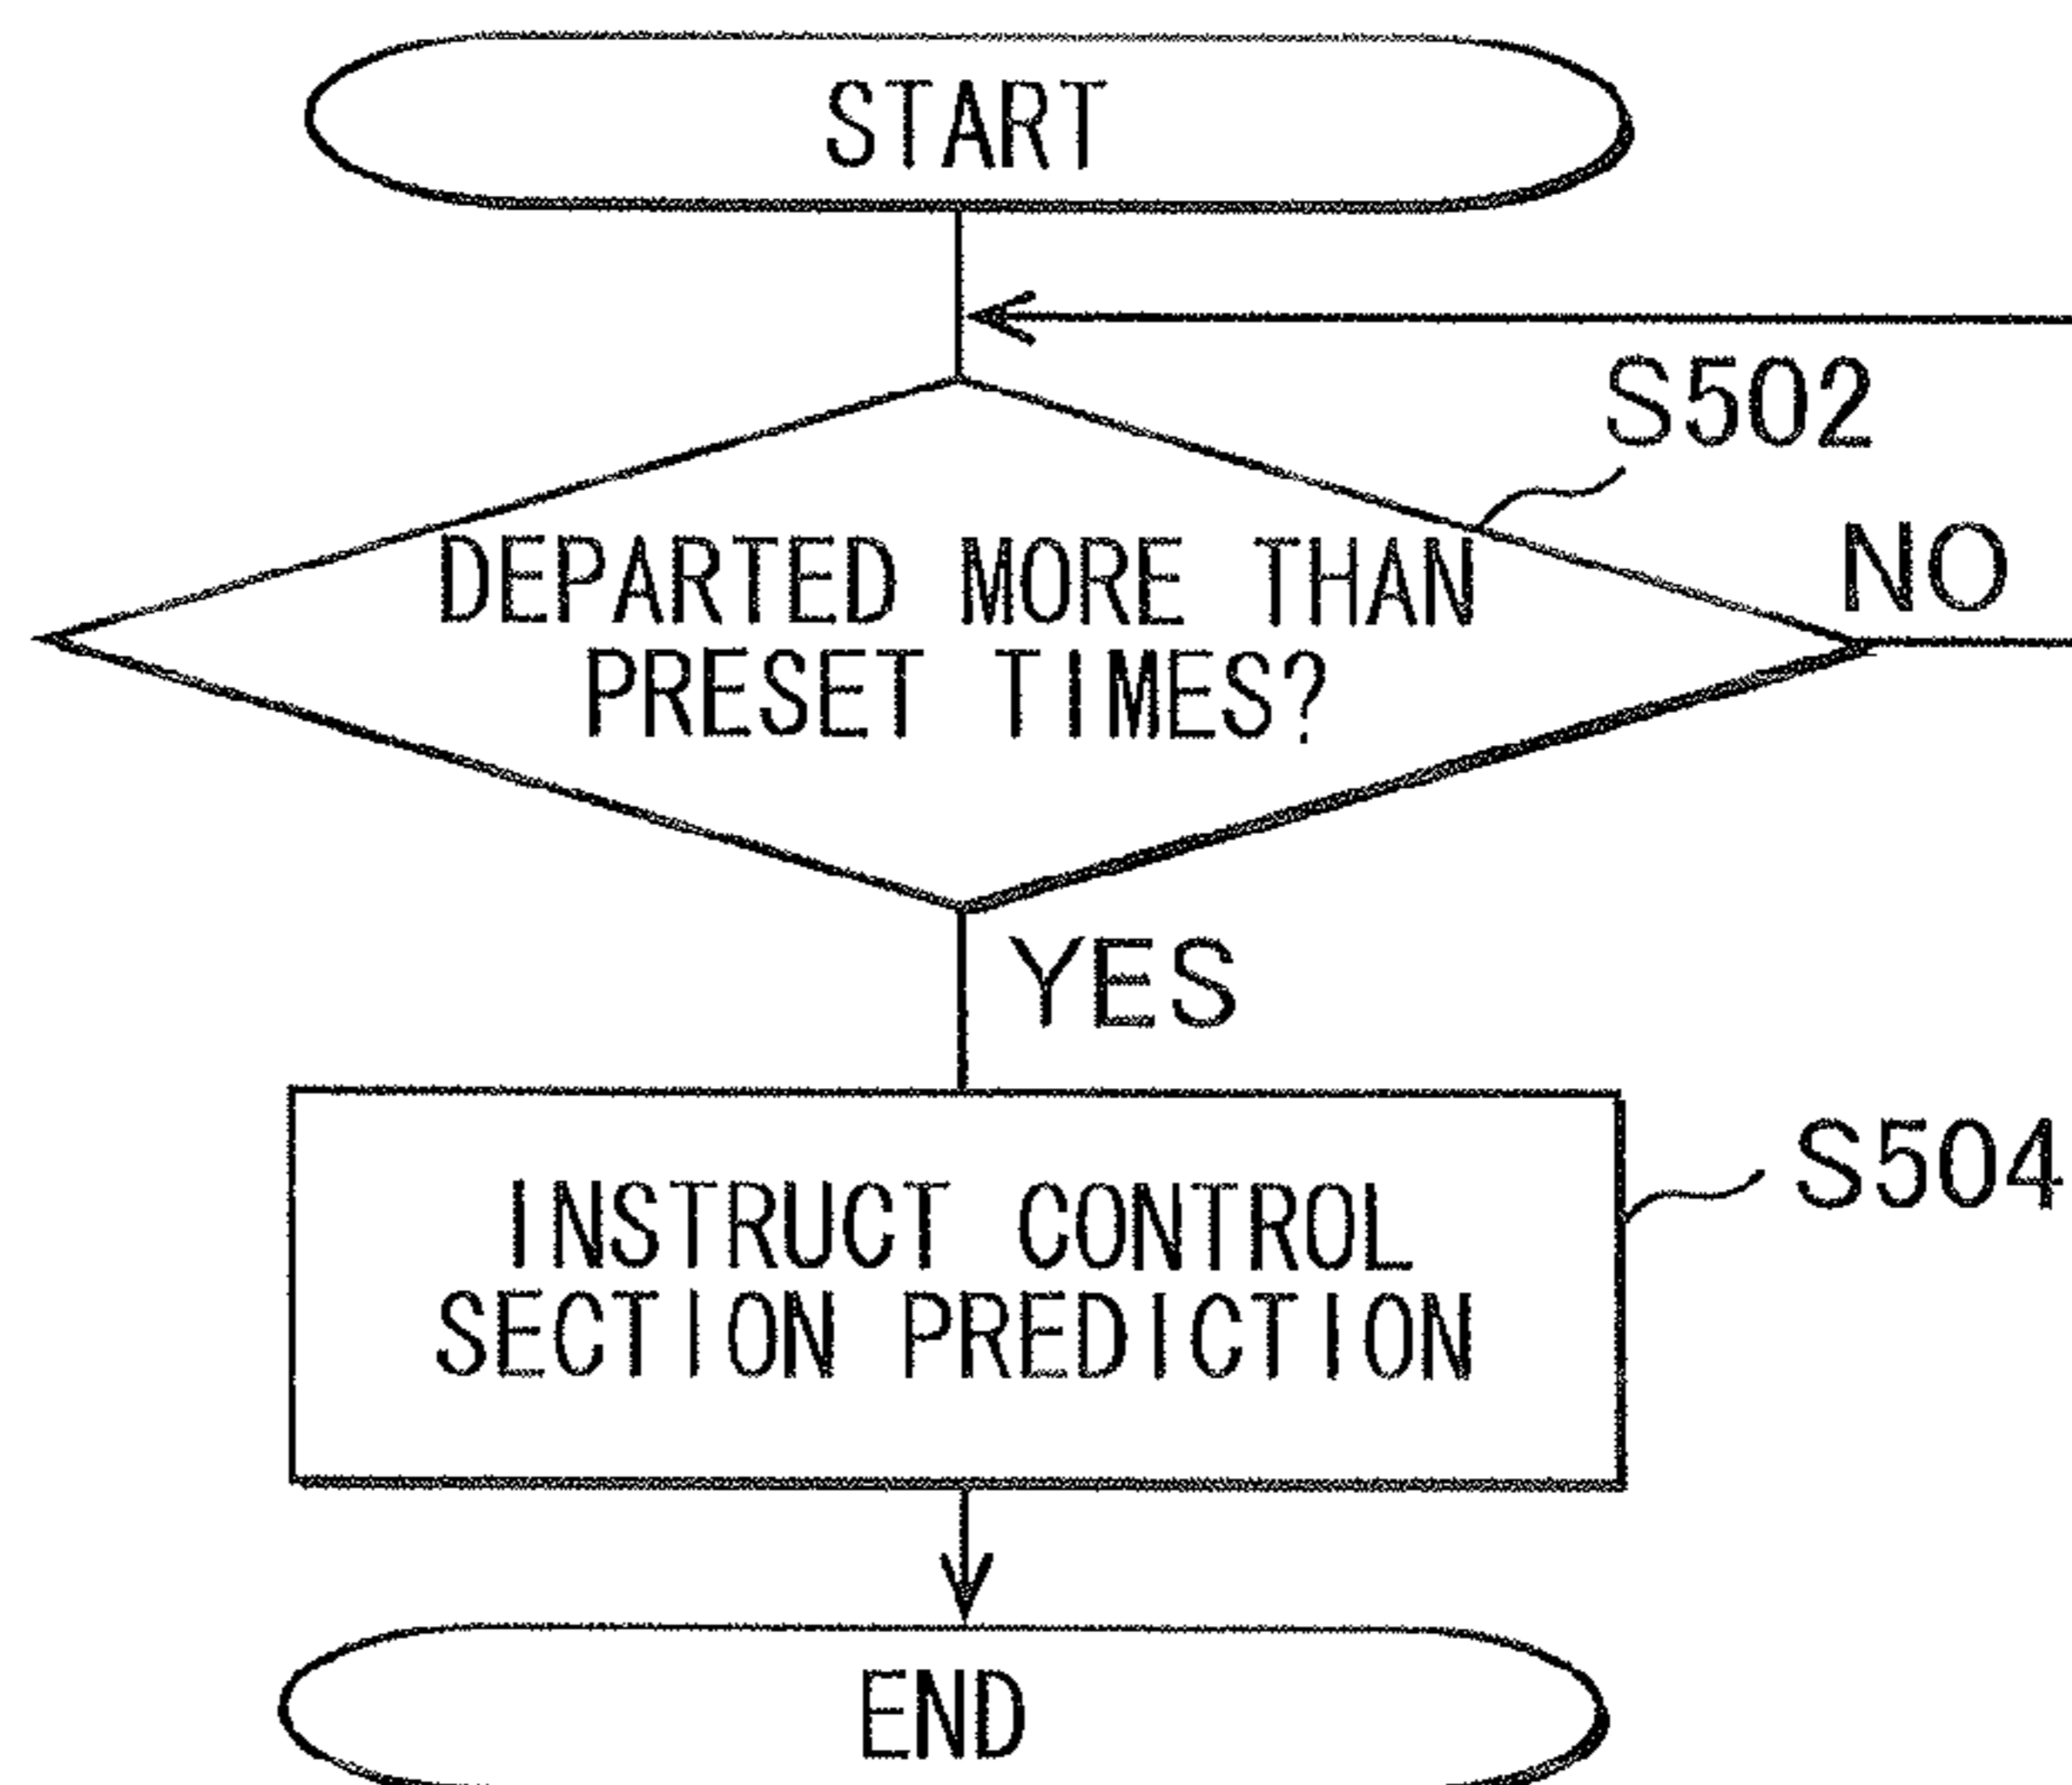 START
S502
DEPARTED MORE THAN
PRESET TIMES?
NO
YES
INSTRUCT CONTROL
SECTION PREDICTION
S504
END